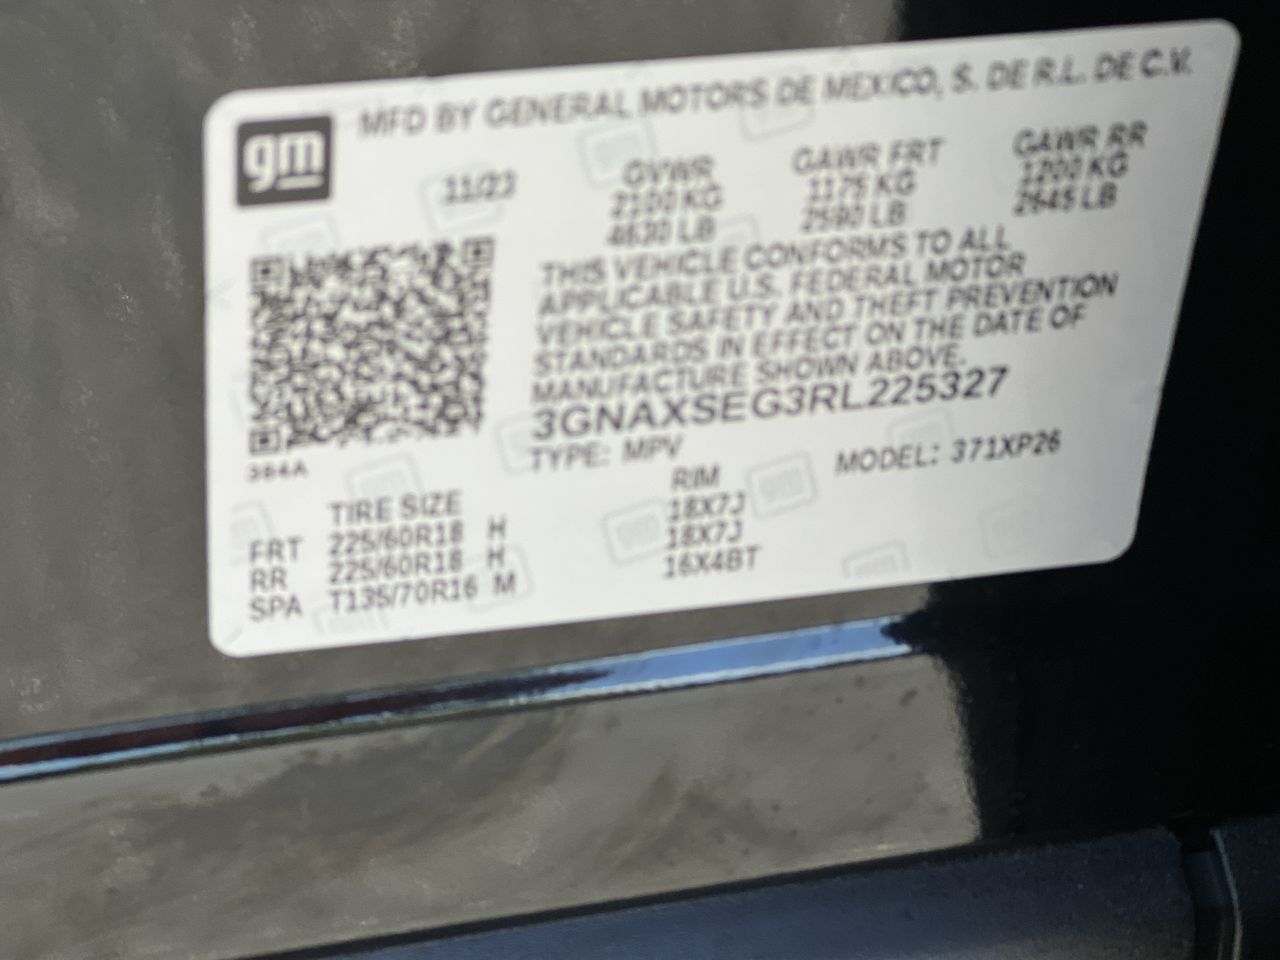 MFD BY GENERAL MOTORS DE MEXICO, S. DE R.L. DE C.V.
gm
11/23
GVWR GAWR FRT GAWR RR
2100 KG 1175 KG 1200 KG
4630 LB 2590 LB 2645 LB
THIS VEHICLE CONFORMS TO ALL
APPLICABLE U.S. FEDERAL MOTOR
VEHICLE SAFETY AND THEFT PREVENTION
STANDARDS IN EFFECT ON THE DATE OF
MANUFACTURE SHOWN ABOVE.
3GNAXSEG3RL225327
TYPE: MPV MODEL: 371XP26
384A
TIRE SIZE RIM
FRT 225/60R18 H 18X7J
RR 225/60R18 H 18X7J
SPA T135/70R16 M 16X4BT